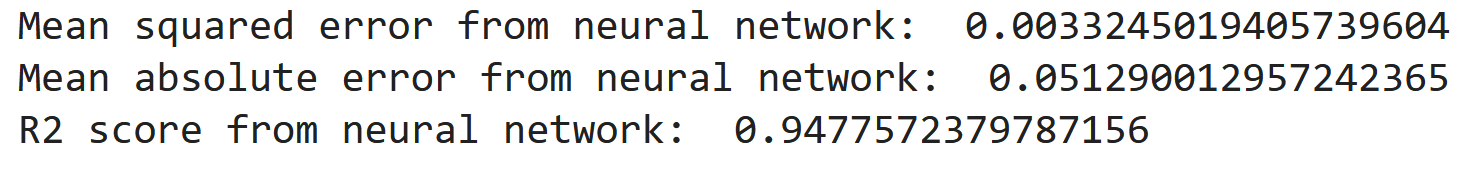 Mean squared error from neural network:  0.0033245019405739604
Mean absolute error from neural network:  0.051290012957242365
R2 score from neural network:  0.9477572379787156